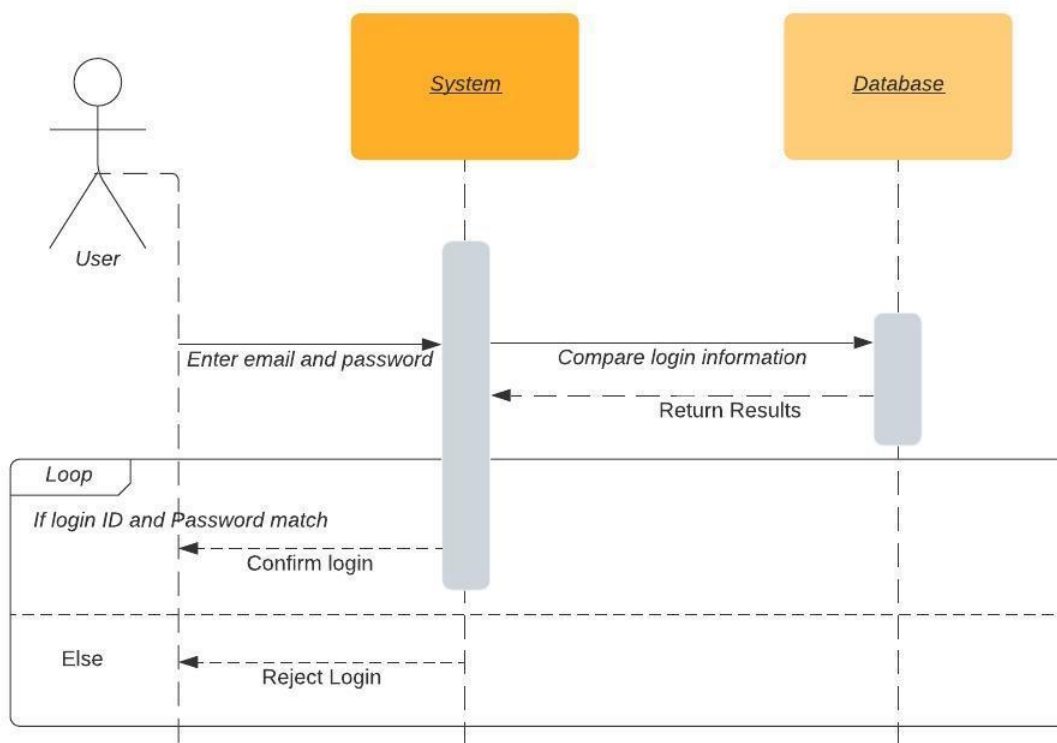 System
Database
User
Enter email and password
Compare login information
Return Results
Loop
If login ID and Password match
Confirm login
Else
Reject Login